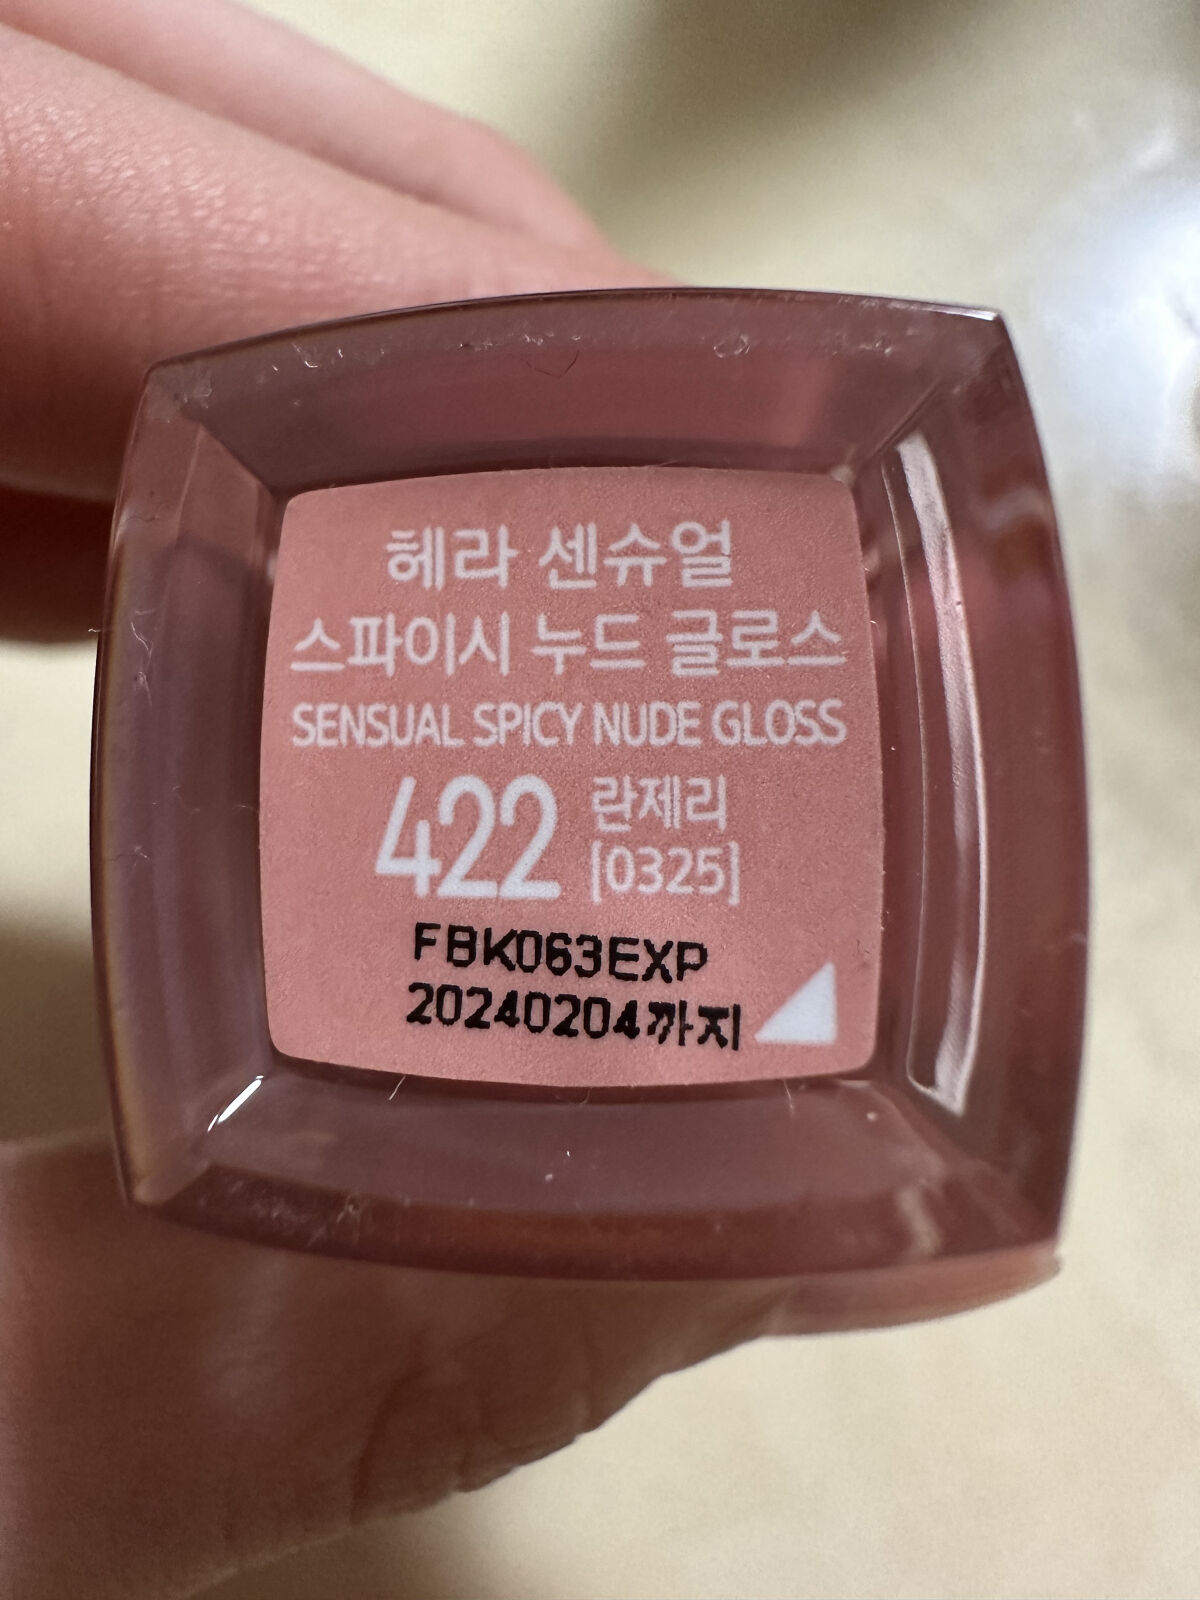 헤라 센슈얼
스파이시 누드 글로스
SENSUAL SPICY NUDE GLOSS
422 란제리
[0325]
FBK063EXP
20240204까지